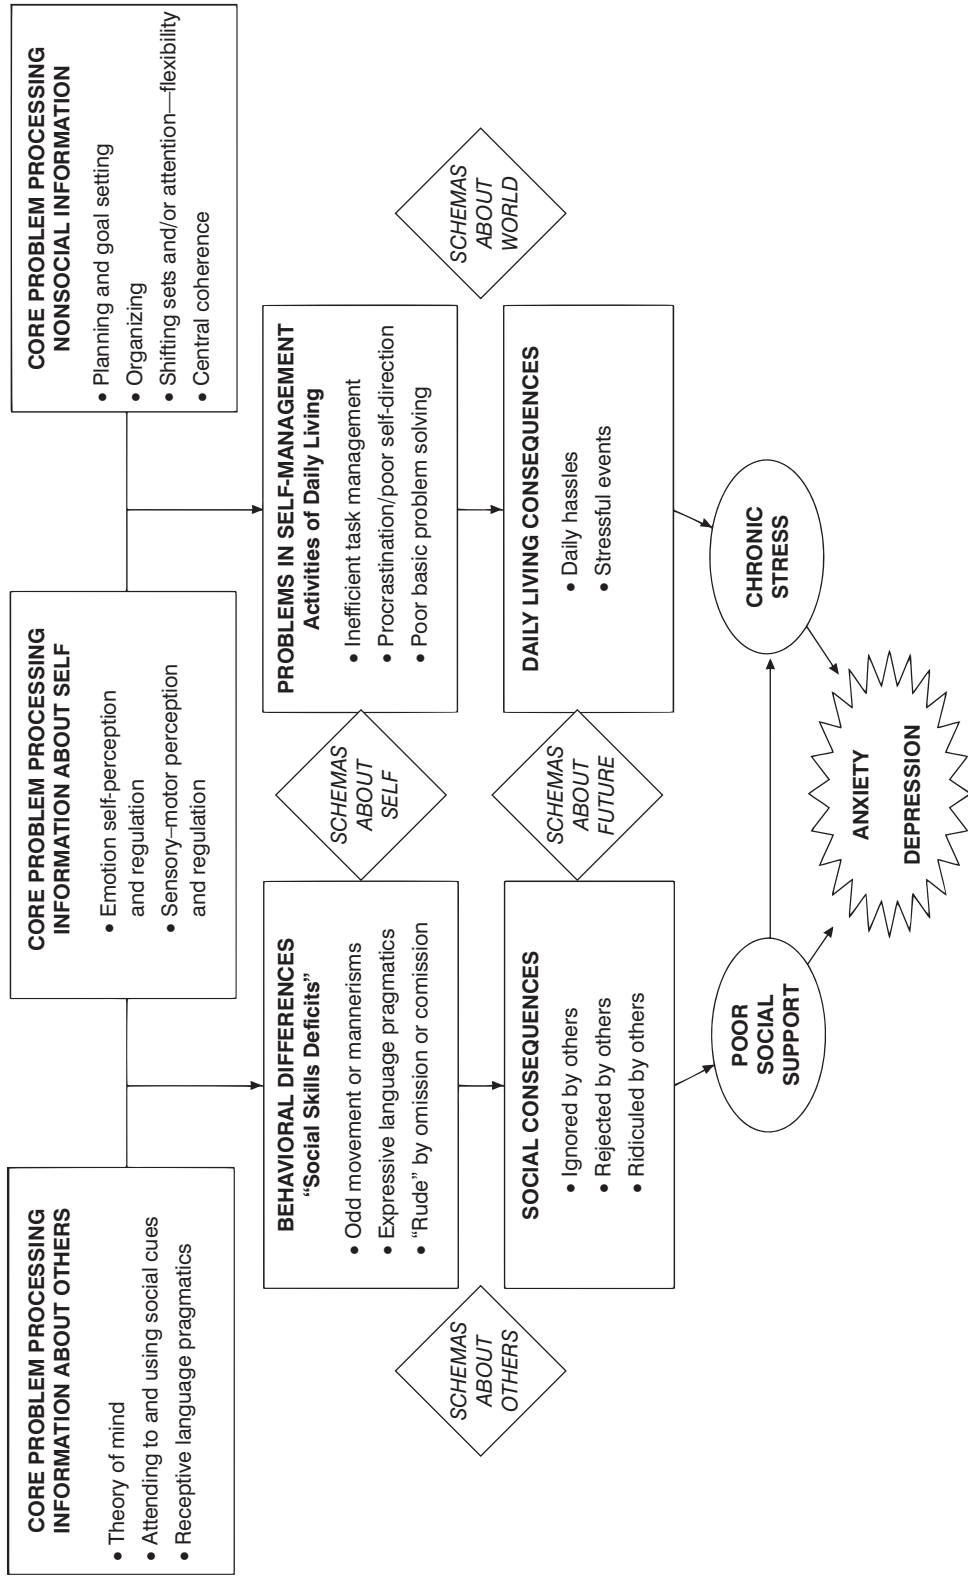 CORE PROBLEM PROCESSING
INFORMATION ABOUT OTHERS
• Theory of mind
• Attending to and using social cues
• Receptive language pragmatics
CORE PROBLEM PROCESSING
INFORMATION ABOUT SELF
• Emotion self-perception
and regulation
• Sensory–motor perception
and regulation
CORE PROBLEM PROCESSING
NONSOCIAL INFORMATION
• Planning and goal setting
• Organizing
• Shifting sets and/or attention—flexibility
• Central coherence
BEHAVIORAL DIFFERENCES
“Social Skills Deficits”
• Odd movement or mannerisms
• Expressive language pragmatics
• “Rude” by omission or comission
SCHEMAS
ABOUT
SELF
PROBLEMS IN SELF-MANAGEMENT
Activities of Daily Living
• Inefficient task management
• Procrastination/poor self-direction
• Poor basic problem solving
SCHEMAS
ABOUT
OTHERS
SCHEMAS
ABOUT
WORLD
SOCIAL CONSEQUENCES
• Ignored by others
• Rejected by others
• Ridiculed by others
SCHEMAS
ABOUT
FUTURE
DAILY LIVING CONSEQUENCES
• Daily hassles
• Stressful events
POOR
SOCIAL
SUPPORT
CHRONIC
STRESS
ANXIETY
DEPRESSION